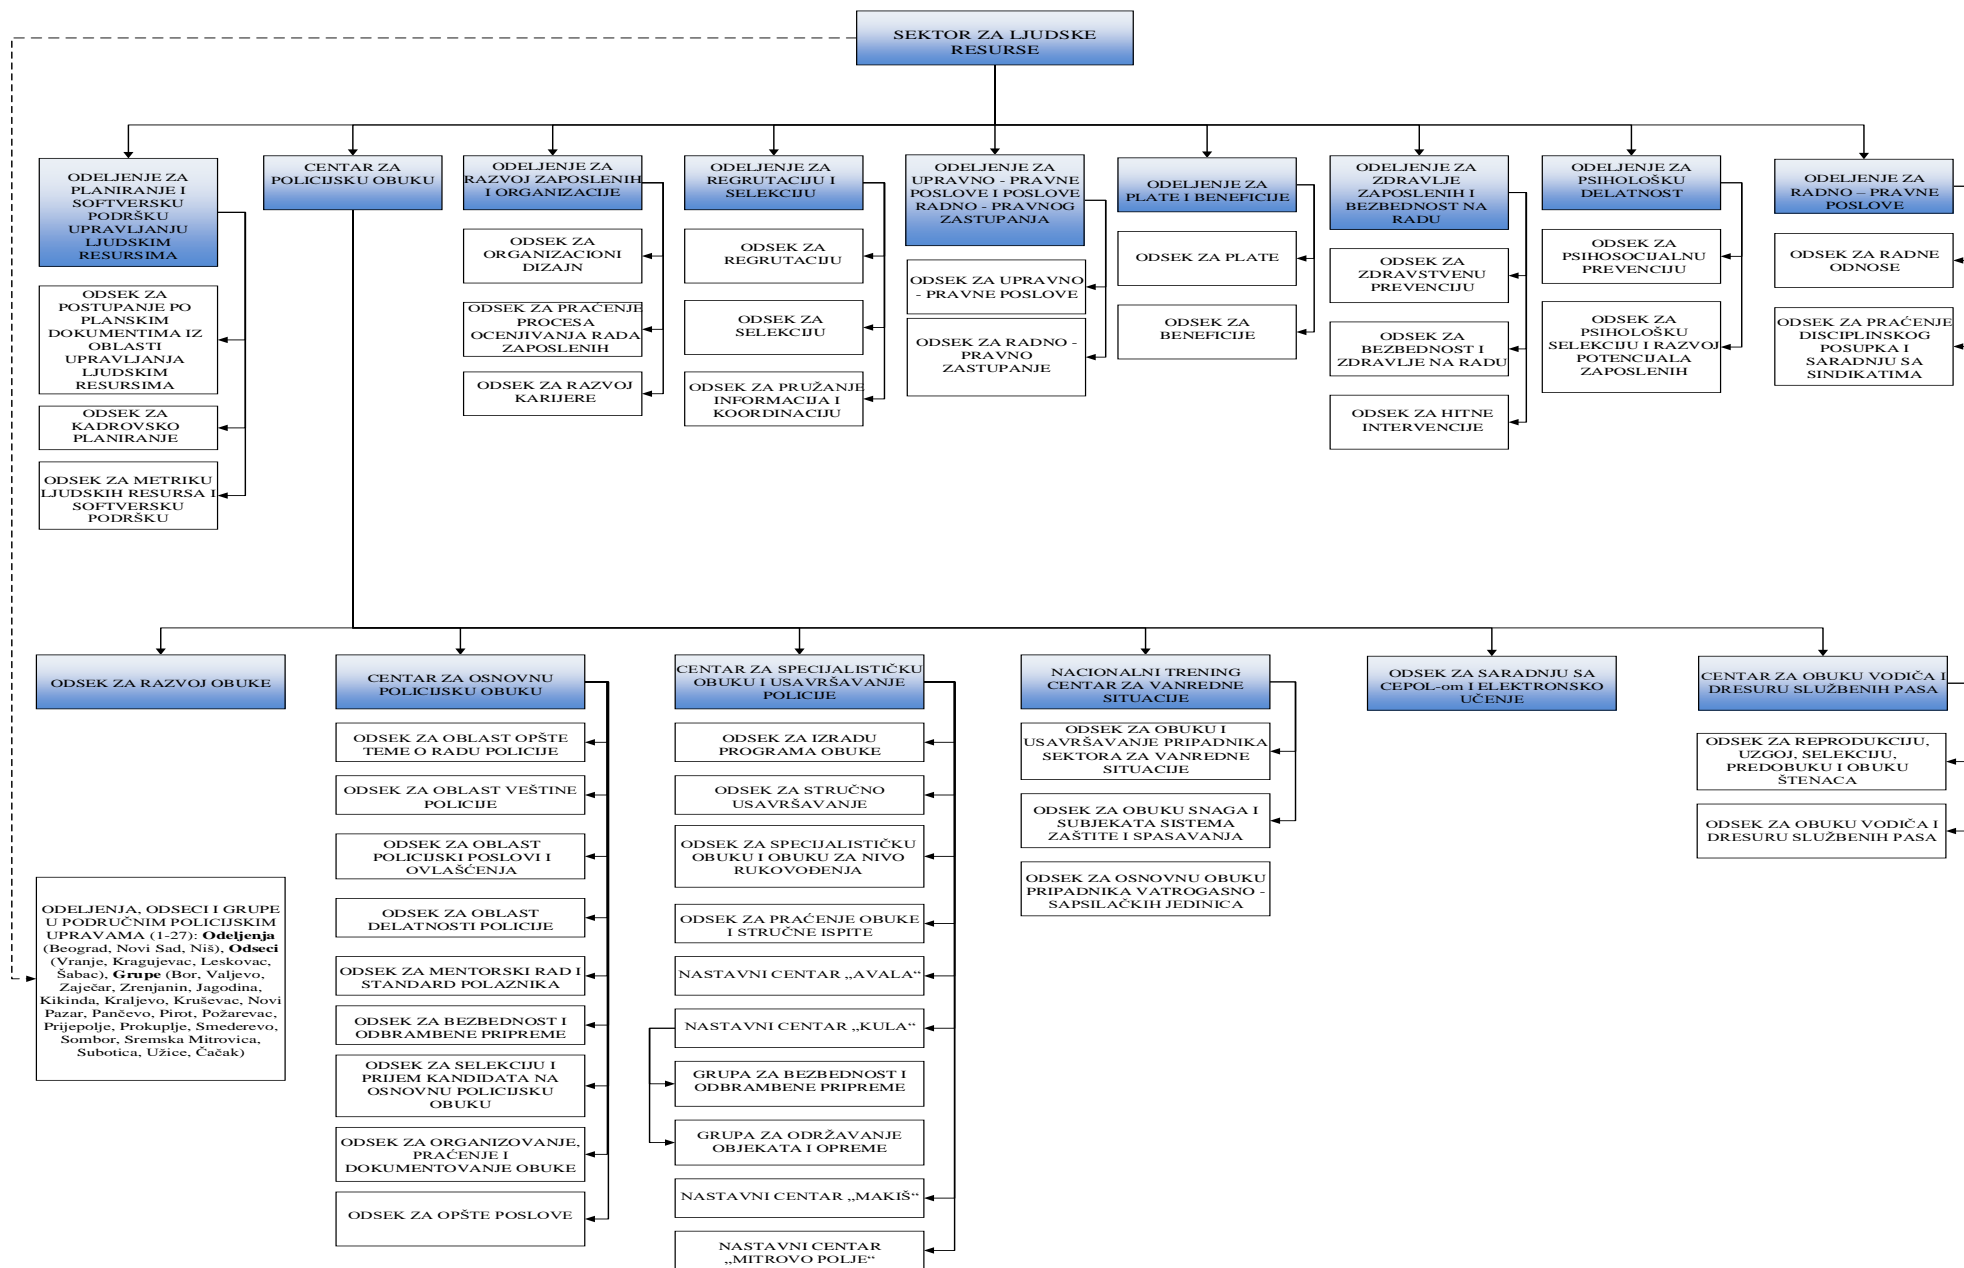 SEKTOR ZA LJUDSKE
RESURSE
ODELJENJE ZA
PLANIRANJE I
SOFTVERSKU
PODRŠKU
UPRAVLJANJU
LJUDSKIM
RESURSIMA
CENTAR ZA
POLICIJSKU OBUKU
ODELJENJE ZA
RAZVOJ ZAPOSLENIH
I ORGANIZACIJE
ODELJENJE ZA
REGRUTACIJU I
SELEKCIJU
ODELJENJE ZA
UPRAVNO - PRAVNE
POSLOVE I POSLOVE
RADNO - PRAVNOG
ZASTUPANJA
ODELJENJE ZA
PLATE I BENEFICIJE
ODELJENJE ZA
ZDRAVLJE
ZAPOSLENIH I
BEZBEDNOST NA
RADU
ODELJENJE ZA
PSIHOLOŠKU
DELATNOST
ODELJENJE ZA
RADNO – PRAVNE
POSLOVE
ODSEK ZA
POSTUPANJE PO
PLANSKIM
DOKUMENTIMA IZ
OBLASTI
UPRAVLJANJA
LJUDSKIM
RESURSIMA
ODSEK ZA
KADROVSKO
PLANIRANJE
ODSEK ZA METRIKU
LJUDSKIH RESURSA I
SOFTVERSKU
PODRŠKU
ODSEK ZA
ORGANIZACIONI
DIZAJN
ODSEK ZA PRAĆENJE
PROCESA
OCENJIVANJA RADA
ZAPOSLENIH
ODSEK ZA RAZVOJ
KARIJERE
ODSEK ZA
REGRUTACIJU
ODSEK ZA
SELEKCIJU
ODSEK ZA PRUŽANJE
INFORMACIJA I
KOORDINACIJU
ODSEK ZA UPRAVNO
- PRAVNE POSLOVE
ODSEK ZA RADNO -
PRAVNO
ZASTUPANJE
ODSEK ZA PLATE
ODSEK ZA
BENEFICIJE
ODSEK ZA
ZDRAVSTVENU
PREVENCIJU
ODSEK ZA
BEZBEDNOST I
ZDRAVLJE NA RADU
ODSEK ZA HITNE
INTERVENCIJE
ODSEK ZA
PSIHOSOCIJALNU
PREVENCIJU
ODSEK ZA
PSIHOLOŠKU
SELEKCIJU I RAZVOJ
POTENCIJALA
ZAPOSLENIH
ODSEK ZA RADNE
ODNOSE
ODSEK ZA PRAĆENJE
DISCIPLINSKOG
POSUPKA I
SARADNJU SA
SINDIKATIMA
ODSEK ZA RAZVOJ OBUKE
CENTAR ZA OSNOVNU
POLICIJSKU OBUKU
CENTAR ZA SPECIJALISTIČKU
OBUKU I USAVRŠAVANJE
POLICIJE
NACIONALNI TRENING
CENTAR ZA VANREDNE
SITUACIJE
ODSEK ZA SARADNJU SA
CEPOL-om I ELEKTRONSKO
UČENJE
CENTAR ZA OBUKU VODIČA I
DRESURU SLUŽBENIH PASA
ODELJENJA, ODSECI I GRUPE
U PODRUČNIM POLICIJSKIM
UPRAVAMA (1-27): Odeljenja
(Beograd, Novi Sad, Niš), Odseci
(Vranje, Kragujevac, Leskovac,
Šabac), Grupe (Bor, Valjevo,
Zaječar, Zrenjanin, Jagodina,
Kikinda, Kraljevo, Kruševac, Novi
Pazar, Pančevo, Pirot, Požarevac,
Prijepolje, Prokuplje, Smederevo,
Sombor, Sremska Mitrovica,
Subotica, Užice, Čačak)
ODSEK ZA OBLAST OPŠTE
TEME O RADU POLICIJE
ODSEK ZA OBLAST VEŠTINE
POLICIJE
ODSEK ZA OBLAST
POLICIJSKI POSLOVI I
OVLAŠĆENJA
ODSEK ZA OBLAST
DELATNOSTI POLICIJE
ODSEK ZA MENTORSKI RAD I
STANDARD POLAZNIKA
ODSEK ZA BEZBEDNOST I
ODBRAMBENE PRIPREME
ODSEK ZA SELEKCIJU I
PRIJEM KANDIDATA NA
OSNOVNU POLICIJSKU
OBUKU
ODSEK ZA ORGANIZOVANJE,
PRAĆENJE I
DOKUMENTOVANJE OBUKE
ODSEK ZA OPŠTE POSLOVE
ODSEK ZA IZRADU
PROGRAMA OBUKE
ODSEK ZA STRUČNO
USAVRŠAVANJE
ODSEK ZA SPECIJALISTIČKU
OBUKU I OBUKU ZA NIVO
RUKOVOĐENJA
ODSEK ZA PRAĆENJE OBUKE
I STRUČNE ISPITE
NASTAVNI CENTAR „AVALA“
NASTAVNI CENTAR „KULA“
GRUPA ZA BEZBEDNOST I
ODBRAMBENE PRIPREME
GRUPA ZA ODRŽAVANJE
OBJEKATA I OPREME
NASTAVNI CENTAR „MAKIŠ“
NASTAVNI CENTAR
„MITROVO POLJE“
ODSEK ZA OBUKU I
USAVRŠAVANJE PRIPADNIKA
SEKTORA ZA VANREDNE
SITUACIJE
ODSEK ZA OBUKU SNAGA I
SUBJEKATA SISTEMA
ZAŠTITE I SPASAVANJA
ODSEK ZA OSNOVNU OBUKU
PRIPADNIKA VATROGASNO -
SAPSILAČKIH JEDINICA
ODSEK ZA REPRODUKCIJU,
UZGOJ, SELEKCIJU,
PREDOBUKU I OBUKU
ŠTENACA
ODSEK ZA OBUKU VODIČA I
DRESURU SLUŽBENIH PASA